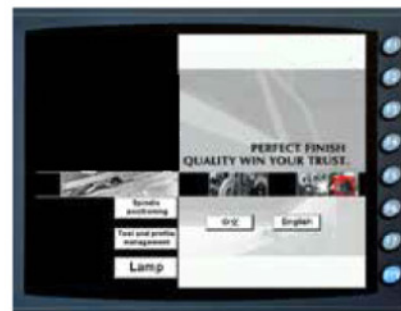 PERFECT FINISH
QUALITY WIN YOUR TRUST.
Spindle
positioning
Tool and profile
management
Lamp
English